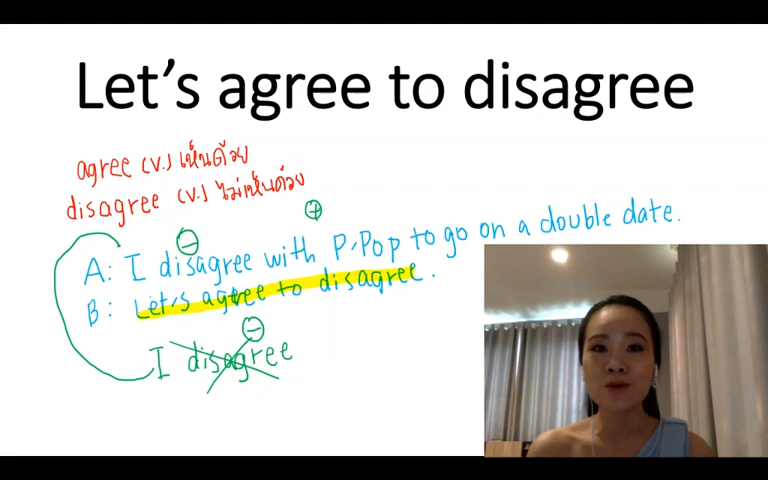 Let's agree to disagree
agree (v.) เห็นด้วย
disagree (v.) ไม่เห็นด้วย
+
−
A: I disagree with P'Pop to go on a double date.
B: Let's agree to disagree.
−
I disagree